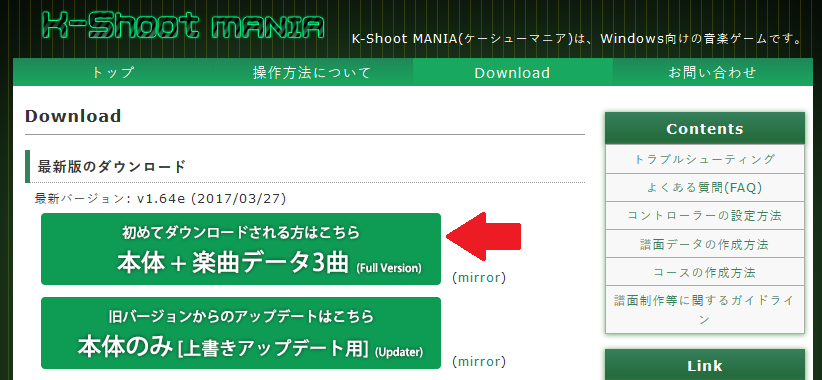 K-Shoot MANIA
K-Shoot MANIA(ケーシューマニア)は、Windows向けの音楽ゲームです。
トップ
操作方法について
Download
お問い合わせ
Download
最新版のダウンロード
最新バージョン: v1.64e (2017/03/27)
初めてダウンロードされる方はこちら
本体 + 楽曲データ3曲 (Full Version)
(mirror)
旧バージョンからのアップデートはこちら
本体のみ [上書きアップデート用] (Updater)
(mirror)
Contents
トラブルシューティング
よくある質問(FAQ)
コントローラーの設定方法
譜面データの作成方法
コースの作成方法
譜面制作等に関するガイドライ
ン
Link